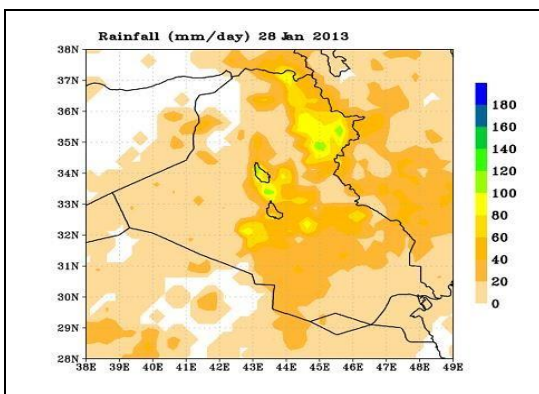 Rainfall (mm/day) 28 Jan 2013
38N
37N
36N
35N
34N
33N
32N
31N
30N
29N
28N
38E 39E 40E 41E 42E 43E 44E 45E 46E 47E 48E 49E
180
160
140
120
100
80
60
40
20
0